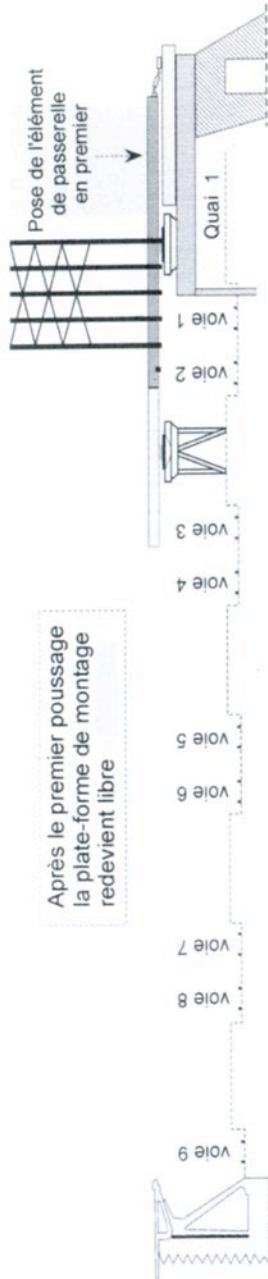 Après le premier poussage
la plate-forme de montage
redevient libre
Pose de l'élément
de passerelle
en premier
voie 9
voie 8
voie 7
voie 6
voie 5
voie 4
voie 3
voie 2
voie 1
Quai 1